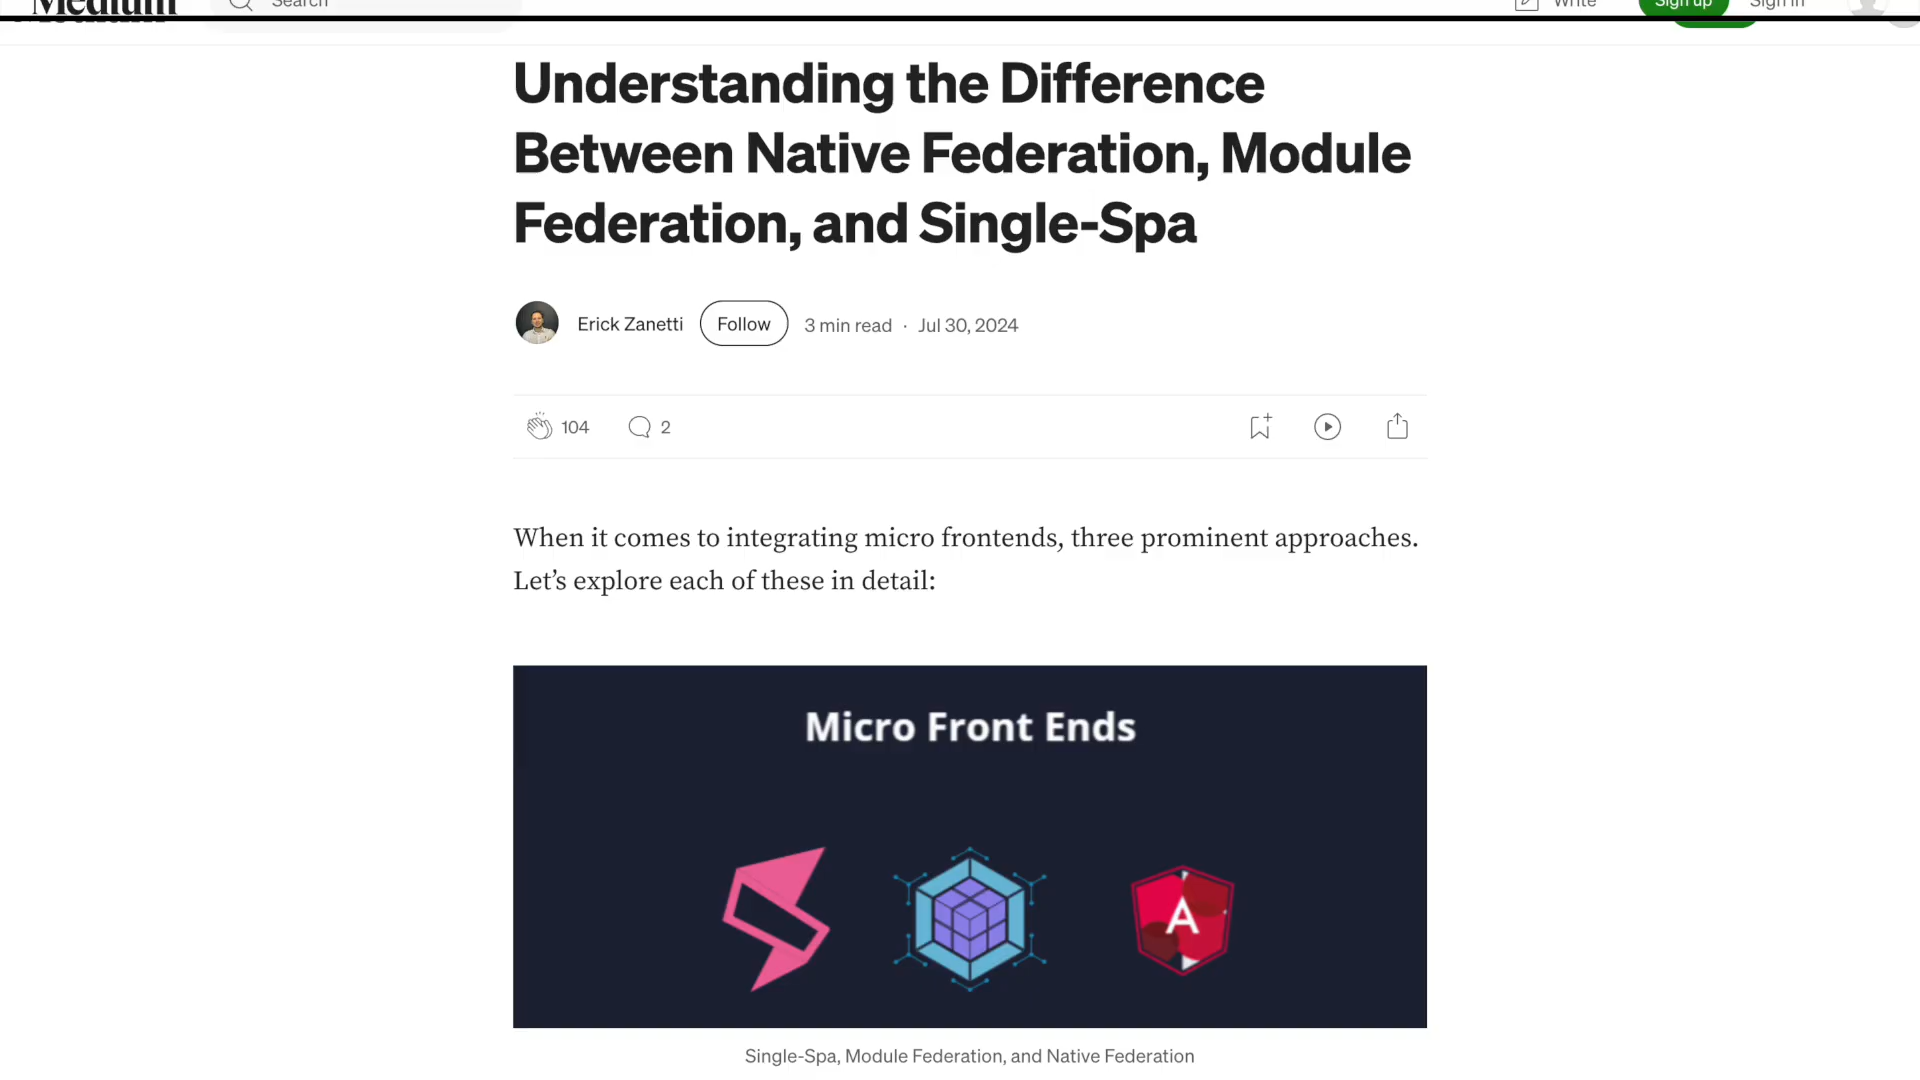 Medium
Search
Write
Sign up
Sign in
Understanding the Difference
Between Native Federation, Module
Federation, and Single-Spa
Erick Zanetti
Follow
3 min read · Jul 30, 2024
104
2
When it comes to integrating micro frontends, three prominent approaches.
Let’s explore each of these in detail:
Micro Front Ends
A
Single-Spa, Module Federation, and Native Federation